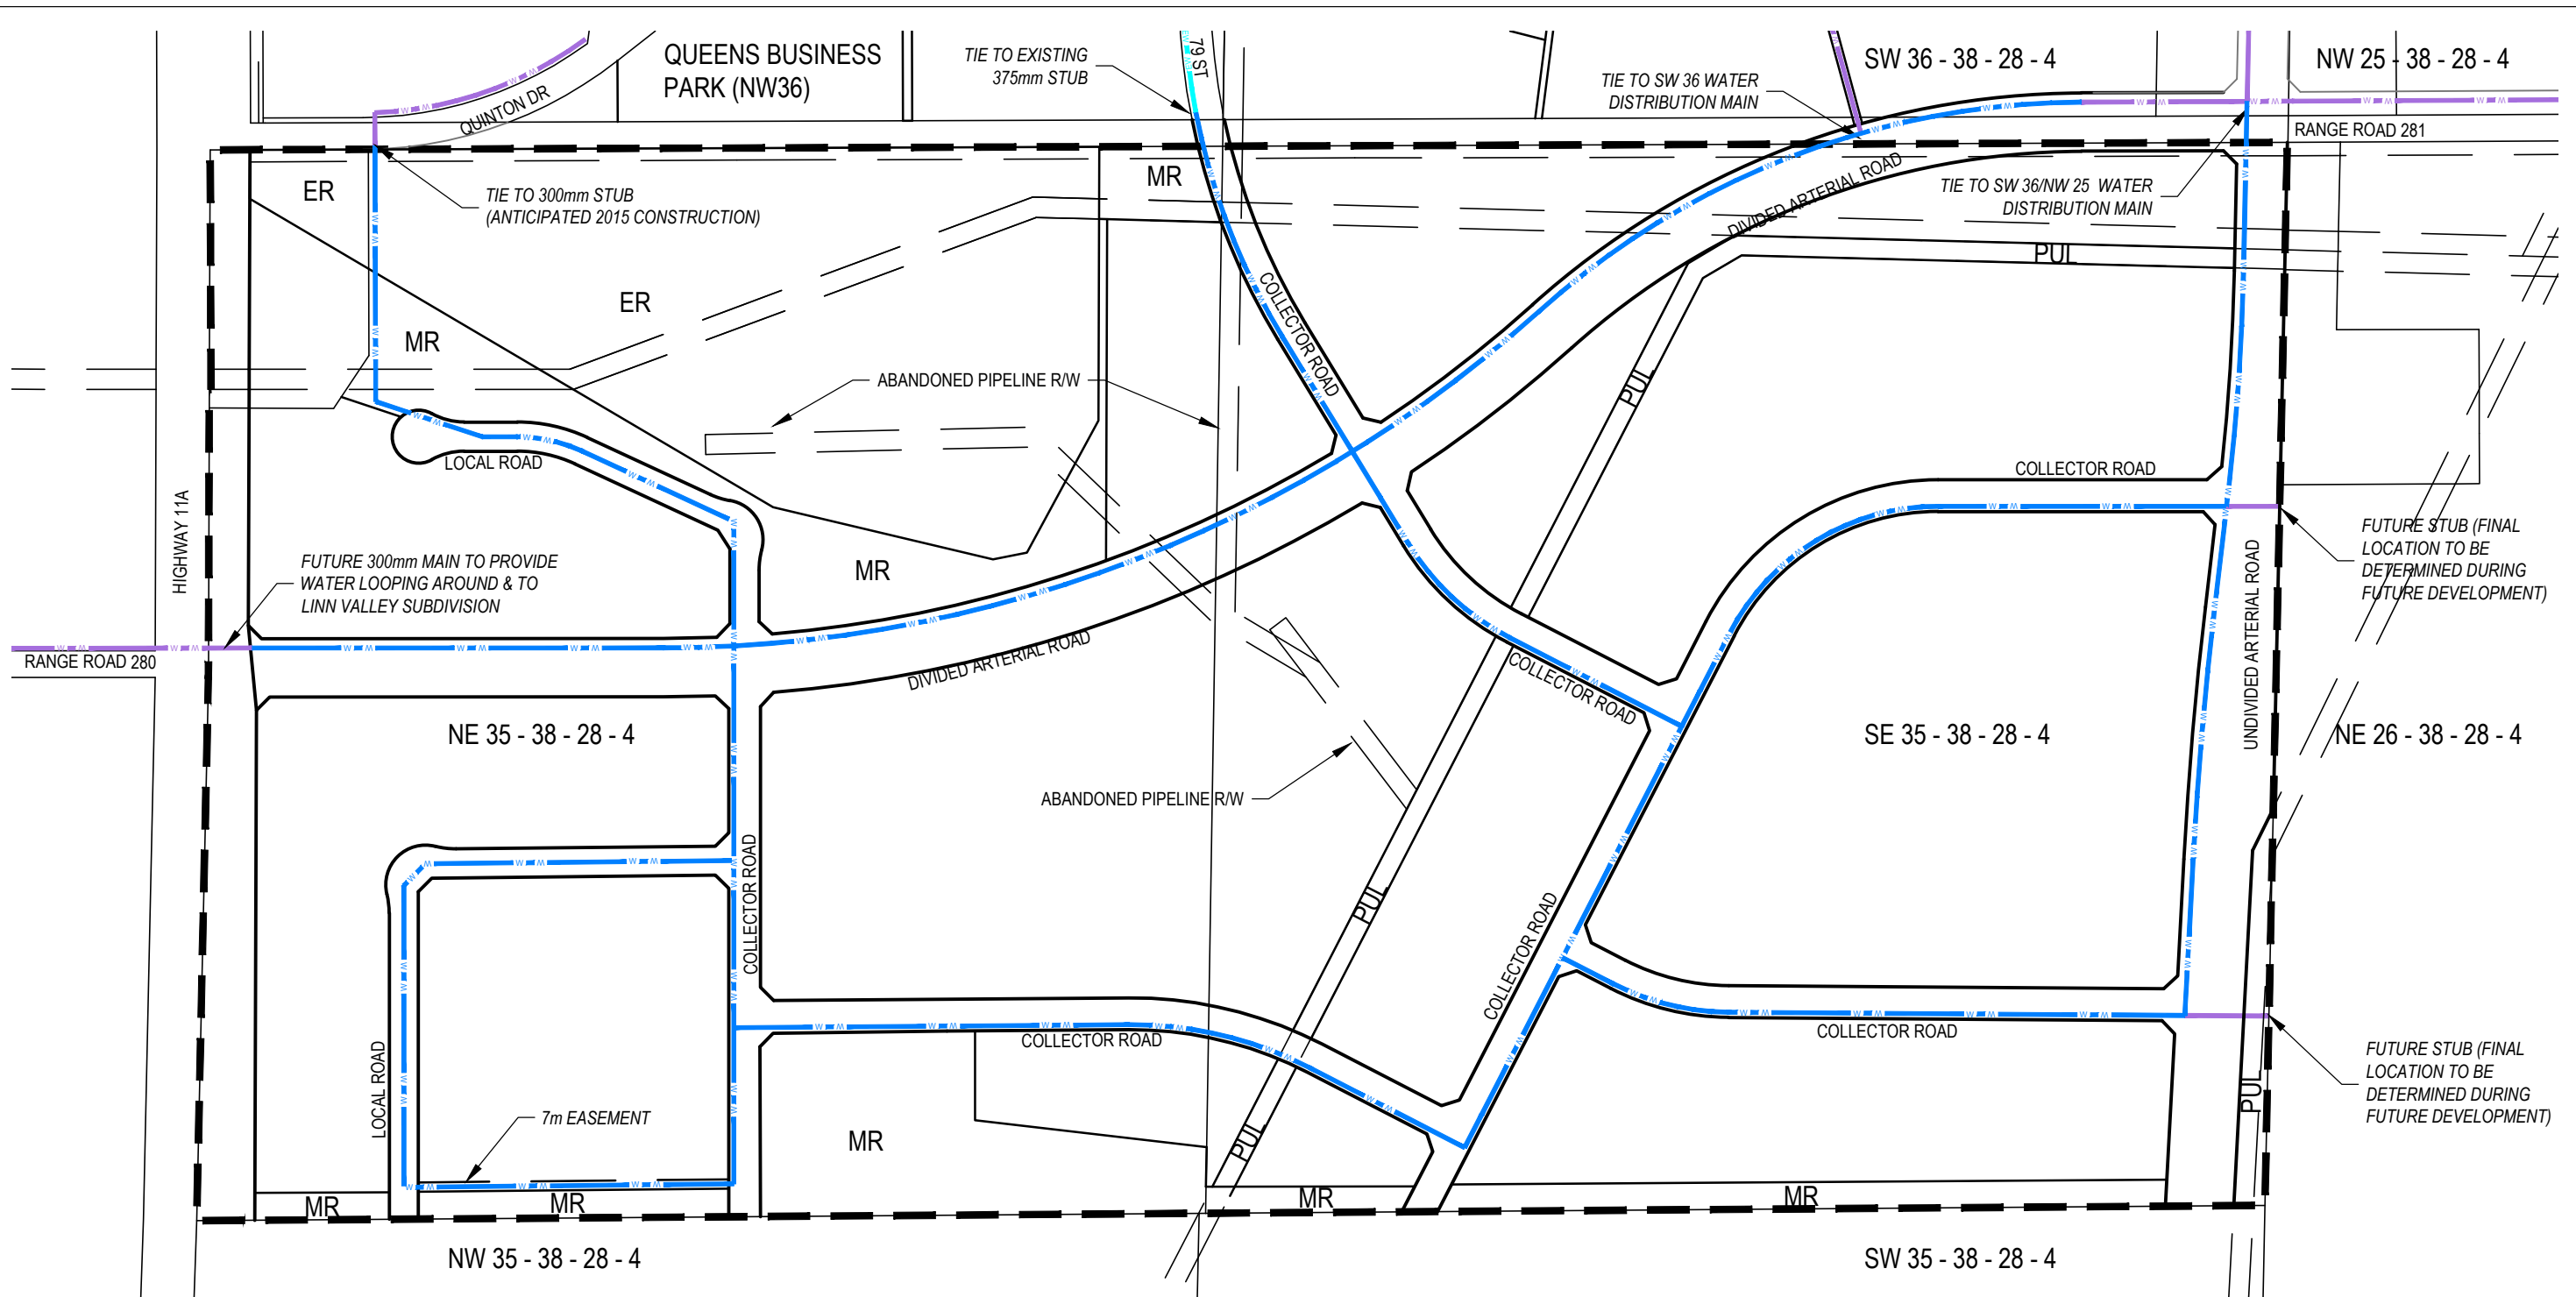 QUEENS BUSINESS
PARK (NW36)
TIE TO EXISTING
375mm STUB
79 ST
SW 36 - 38 - 28 - 4
NW 25 - 38 - 28 - 4
TIE TO SW 36 WATER
DISTRIBUTION MAIN
QUINTON DR
RANGE ROAD 281
ER
TIE TO 300mm STUB
(ANTICIPATED 2015 CONSTRUCTION)
MR
DIVIDED ARTERIAL ROAD
TIE TO SW 36/NW 25 WATER
DISTRIBUTION MAIN
PUL
ER
MR
COLLECTOR ROAD
ABANDONED PIPELINE R/W
PUL
LOCAL ROAD
COLLECTOR ROAD
HIGHWAY 11A
FUTURE 300mm MAIN TO PROVIDE
WATER LOOPING AROUND & TO
LINN VALLEY SUBDIVISION
MR
FUTURE STUB (FINAL
LOCATION TO BE
DETERMINED DURING
FUTURE DEVELOPMENT)
UNDIVIDED ARTERIAL ROAD
RANGE ROAD 280
DIVIDED ARTERIAL ROAD
COLLECTOR ROAD
NE 35 - 38 - 28 - 4
SE 35 - 38 - 28 - 4
NE 26 - 38 - 28 - 4
ABANDONED PIPELINE R/W
COLLECTOR ROAD
PUL
COLLECTOR ROAD
COLLECTOR ROAD
COLLECTOR ROAD
LOCAL ROAD
FUTURE STUB (FINAL
LOCATION TO BE
DETERMINED DURING
FUTURE DEVELOPMENT)
PUL
7m EASEMENT
MR
PUL
MR
MR
MR
MR
NW 35 - 38 - 28 - 4
SW 35 - 38 - 28 - 4